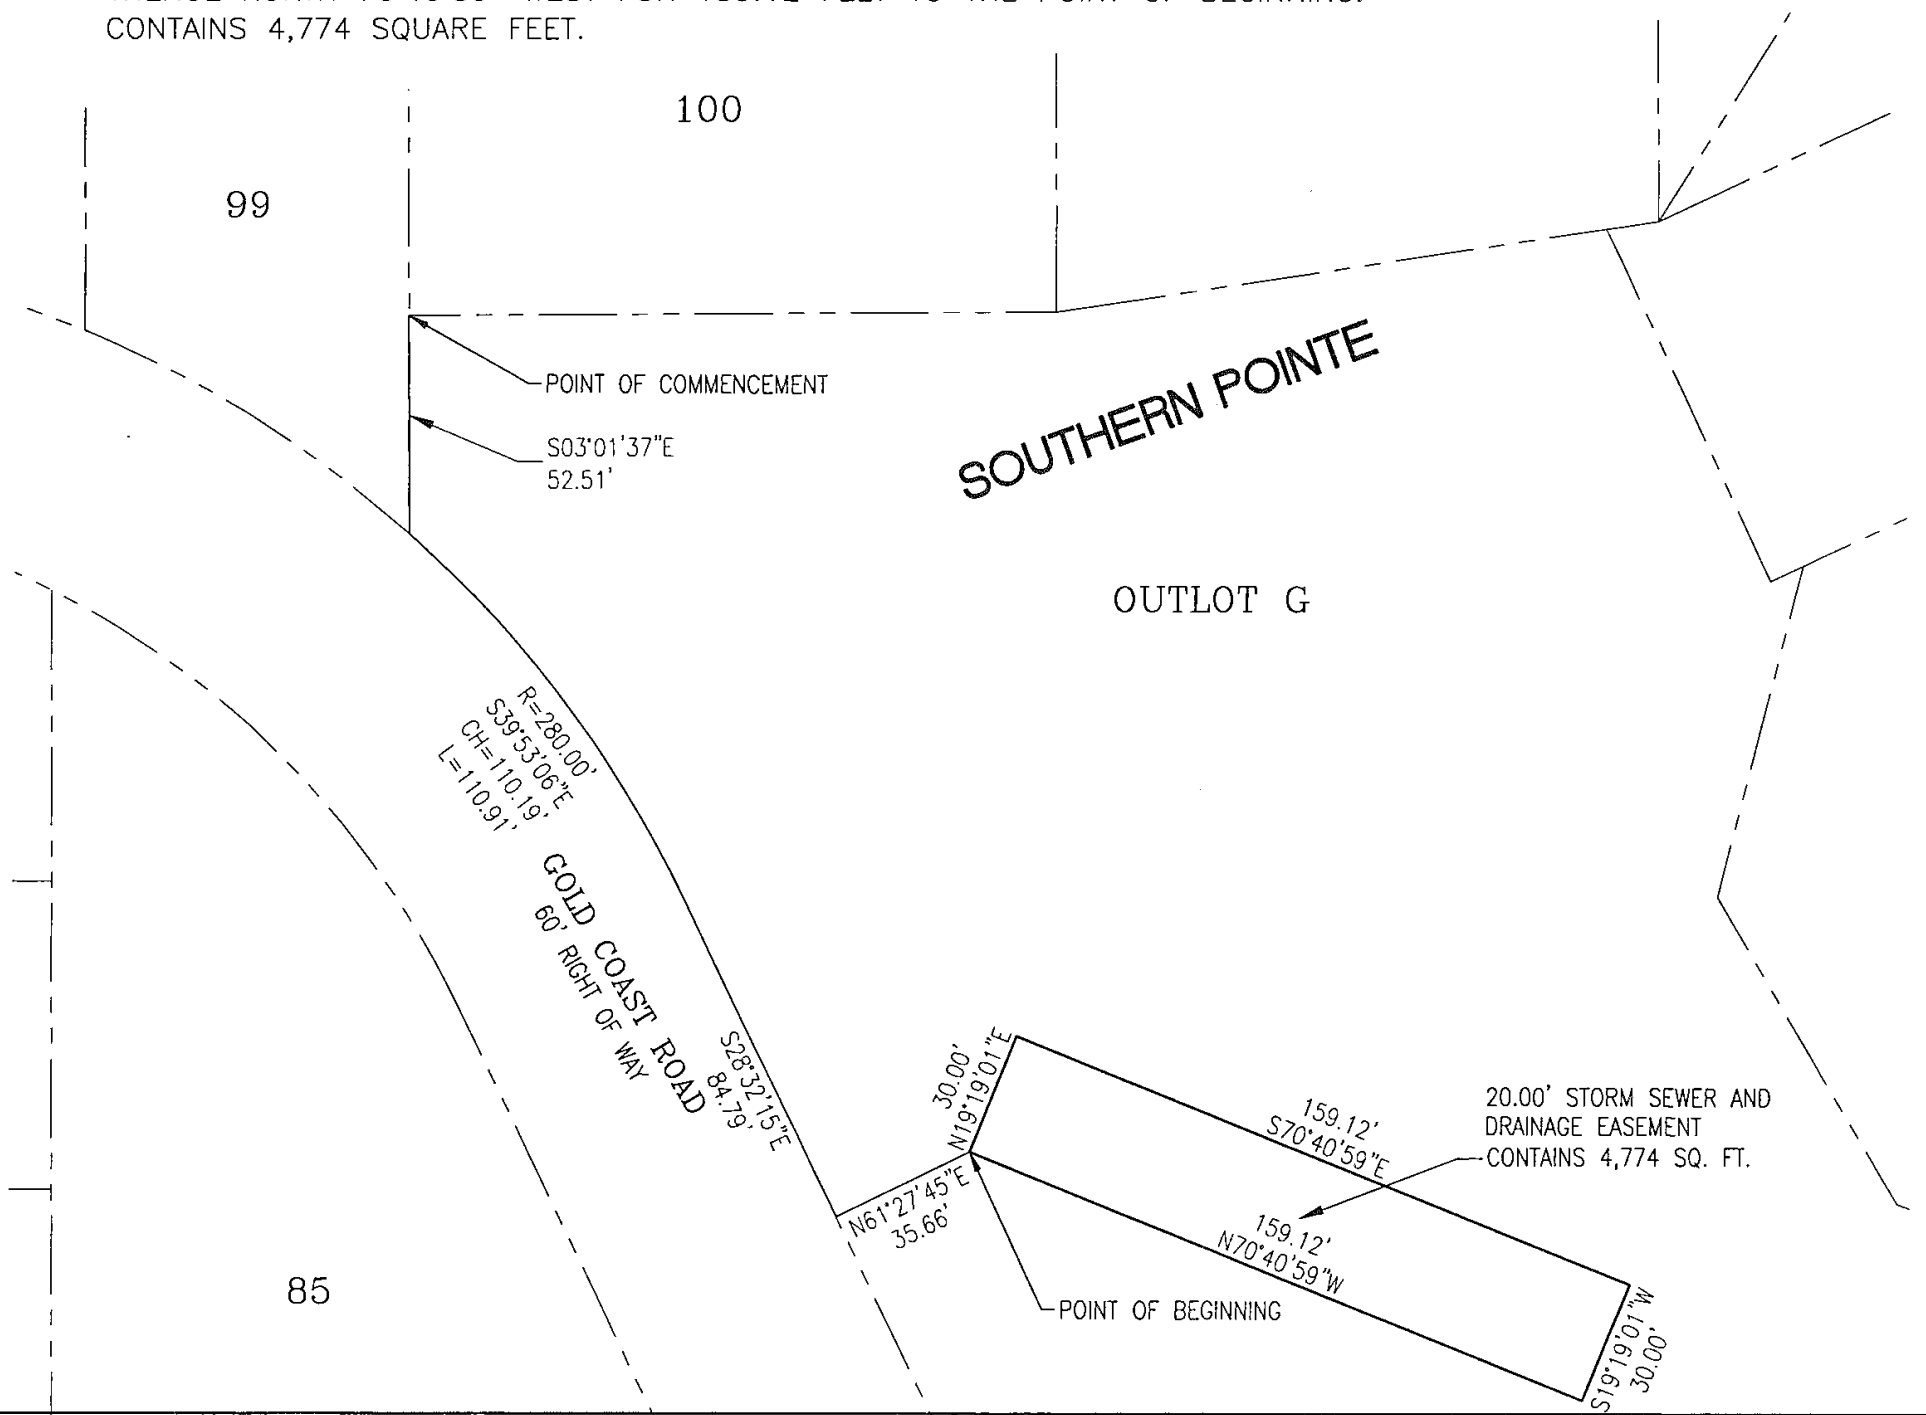 CONTAINS 4,774 SQUARE FEET.
100
99
POINT OF COMMENCEMENT
S03°01'37"E
52.51'
SOUTHERN POINTE
OUTLOT G
R=280.00'
S39°53'06"E
CH=110.19'
L=110.91'
GOLD COAST ROAD
60' RIGHT OF WAY
S28°32'15"E
84.79'
30.00'
N19°19'01"E
159.12'
S70°40'59"E
20.00' STORM SEWER AND
DRAINAGE EASEMENT
CONTAINS 4,774 SQ. FT.
N61°27'45"E
35.66'
159.12'
N70°40'59"W
85
POINT OF BEGINNING
S19°19'01"W
30.00'